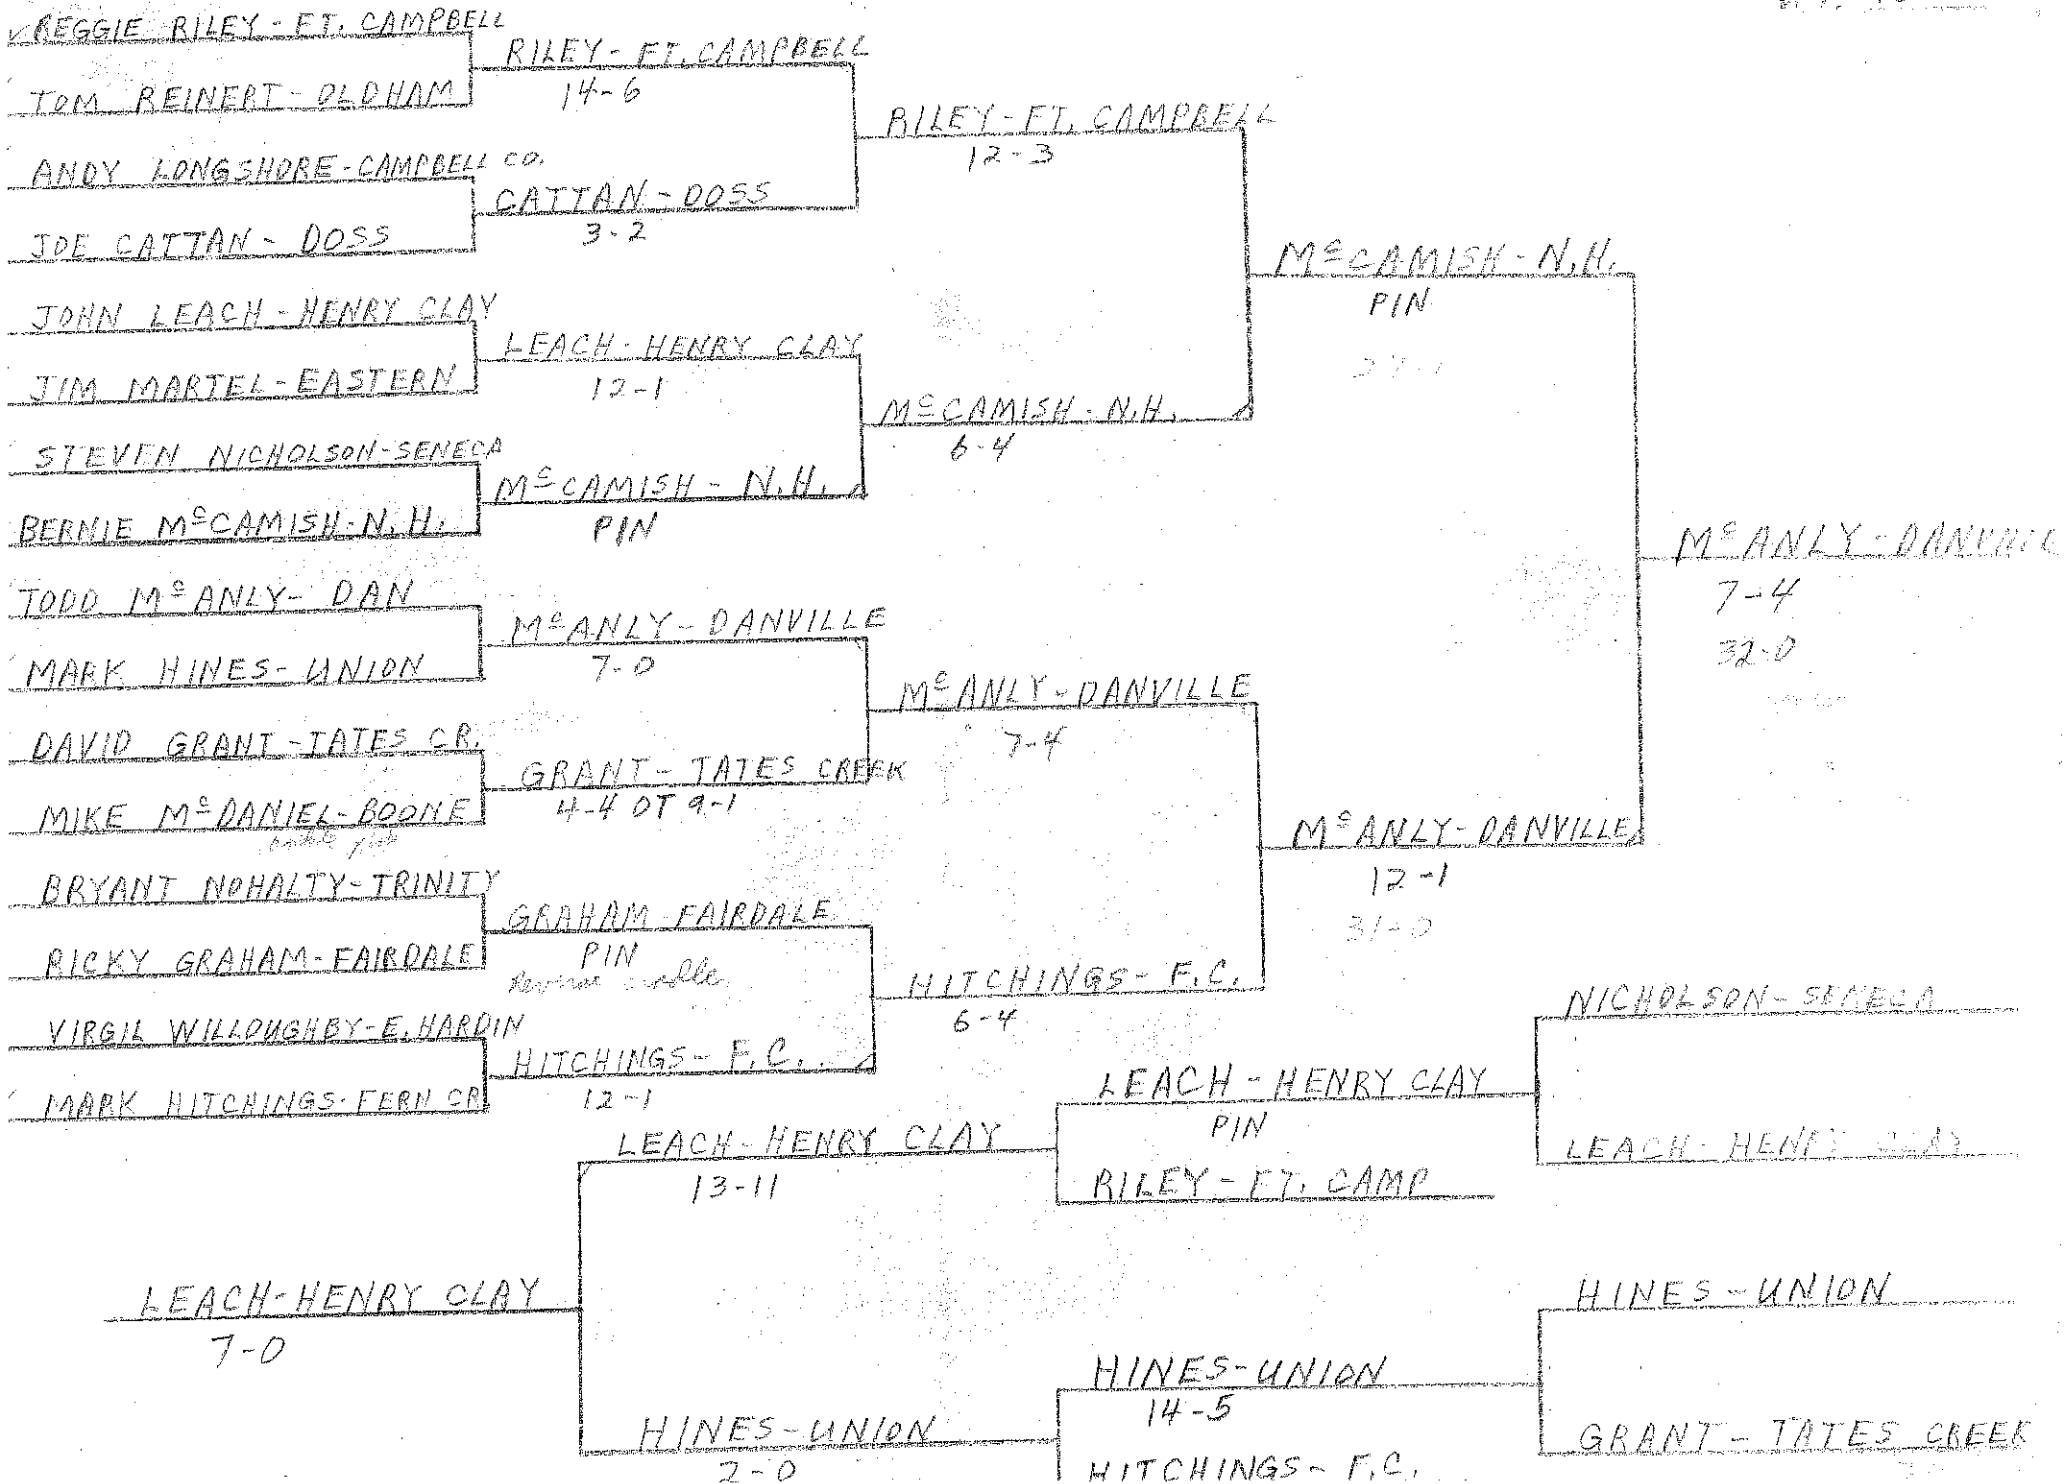 REGGIE RILEY - FT. CAMPBELL
TOM REINERT - OLDHAM
ANDY LONGSHORE - CAMPBELL CO.
JOE CATTAN - DOSS
JOHN LEACH - HENRY CLAY
JIM MARTEL - EASTERN
STEVEN NICHOLSON - SENECA
BERNIE McCAMISH - N.H.
TODD McANLY - DAN
MARK HINES - UNION
DAVID GRANT - TATES CR.
MIKE McDANIEL - BOONE
BRYANT NOHALTY - TRINITY
RICKY GRAHAM - FAIRDALE
VIRGIL WILLOUGHBY - E. HARDIN
MARK HITCHINGS - FERN CR
RILEY - FT. CAMPBELL
14-6
CATTAN - DOSS
3-2
LEACH - HENRY CLAY
12-1
McCAMISH - N.H.
PIN
McANLY - DANVILLE
7-0
GRANT - TATES CREEK
4-4 OT 9-1
GRAHAM - FAIRDALE
PIN
Reverse cradle
HITCHINGS - F.C.
12-1
RILEY - FT. CAMPBELL
12-3
McCAMISH - N.H.
6-4
McANLY - DANVILLE
7-4
HITCHINGS - F.C.
6-4
McCAMISH - N.H.
PIN
McANLY - DANVILLE
12-1
31-0
McANLY - DANVILLE
7-4
32-0
NICHOLSON - SENECA
LEACH - HENRY CLAY
LEACH - HENRY CLAY
PIN
RILEY - FT. CAMP
LEACH - HENRY CLAY
13-11
LEACH - HENRY CLAY
7-0
HINES - UNION
GRANT - TATES CREEK
HINES - UNION
14-5
HITCHINGS - F.C.
HINES - UNION
2-0